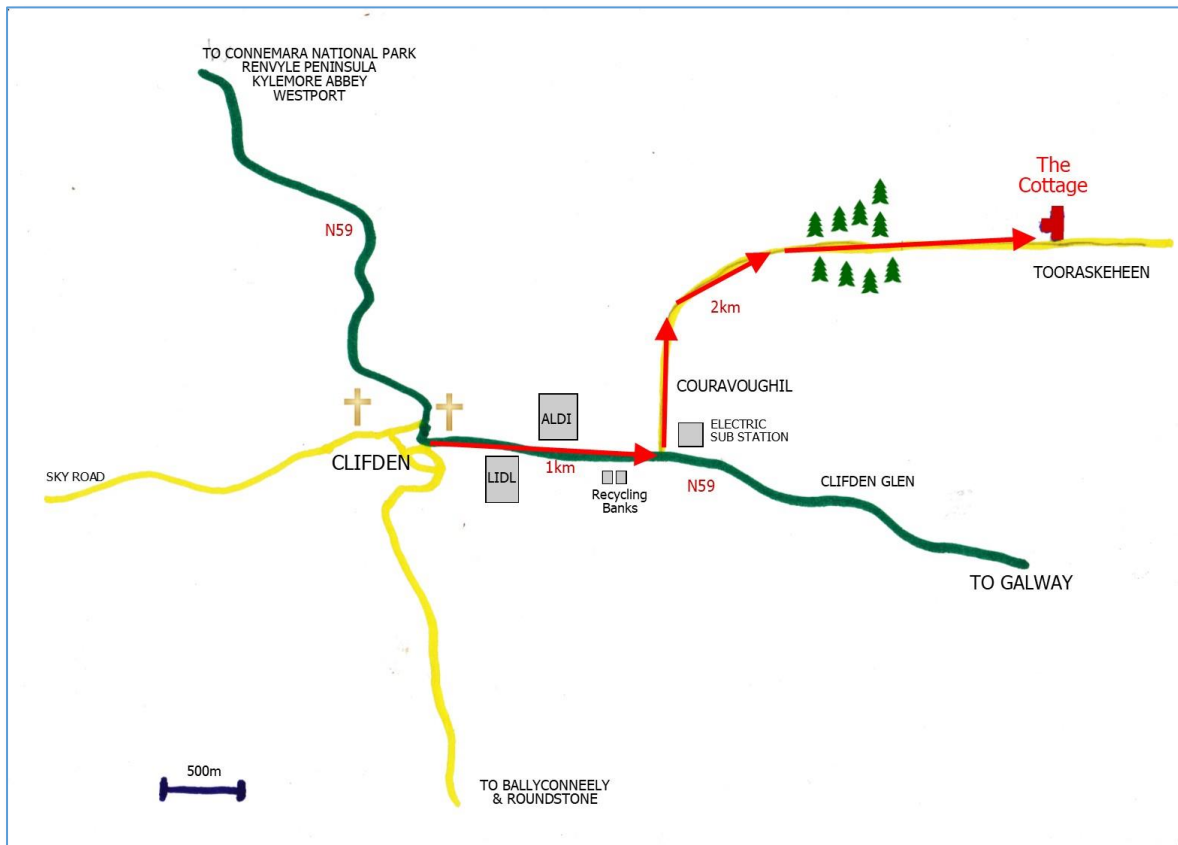 TO CONNEMARA NATIONAL PARK
RENVYLE PENINSULA
KYLEMORE ABBEY
WESTPORT
N59
The
Cottage
TOORASKEHEEN
2km
COURAVOUGHIL
ALDI
ELECTRIC
SUB STATION
CLIFDEN
1km
LIDL
SKY ROAD
Recycling
Banks
N59
CLIFDEN GLEN
TO GALWAY
500m
TO BALLYCONNEELY
& ROUNDSTONE